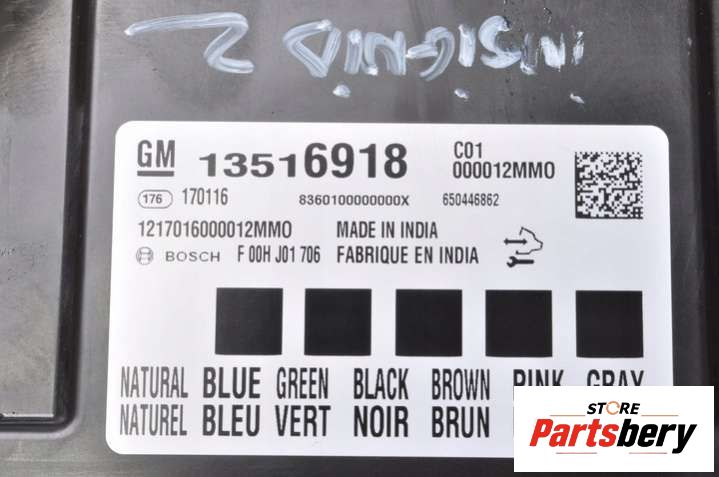 INSIGNIA 2
GM 13516918 C01
000012MMO
176 170116 8360100000000X 650446862
1217016000012MMO MADE IN INDIA
BOSCH F 00H J01 706 FABRIQUE EN INDIA
NATURAL BLUE GREEN BLACK BROWN PINK GRAY
NATUREL BLEU VERT NOIR BRUN
STORE
Partsbery